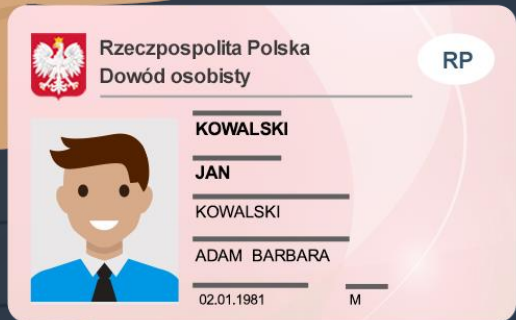 Rzeczpospolita Polska
Dowód osobisty
RP
KOWALSKI
JAN
KOWALSKI
ADAM BARBARA
02.01.1981 M